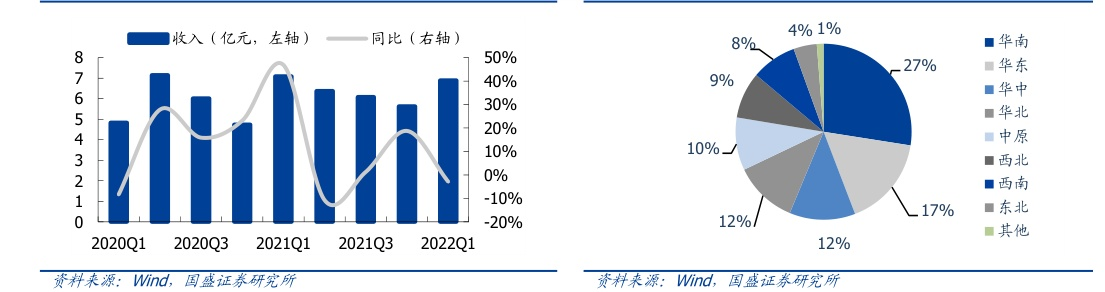 收入（亿元，左轴）
同比（右轴）
8
7
6
5
4
3
2
1
0
50%
40%
30%
20%
10%
0%
-10%
-20%
2020Q1
2020Q3
2021Q1
2021Q3
2022Q1
资料来源：Wind，国盛证券研究所
27%
17%
12%
12%
10%
9%
8%
4%
1%
华南
华东
华中
华北
中原
西北
西南
东北
其他
资料来源：Wind，国盛证券研究所